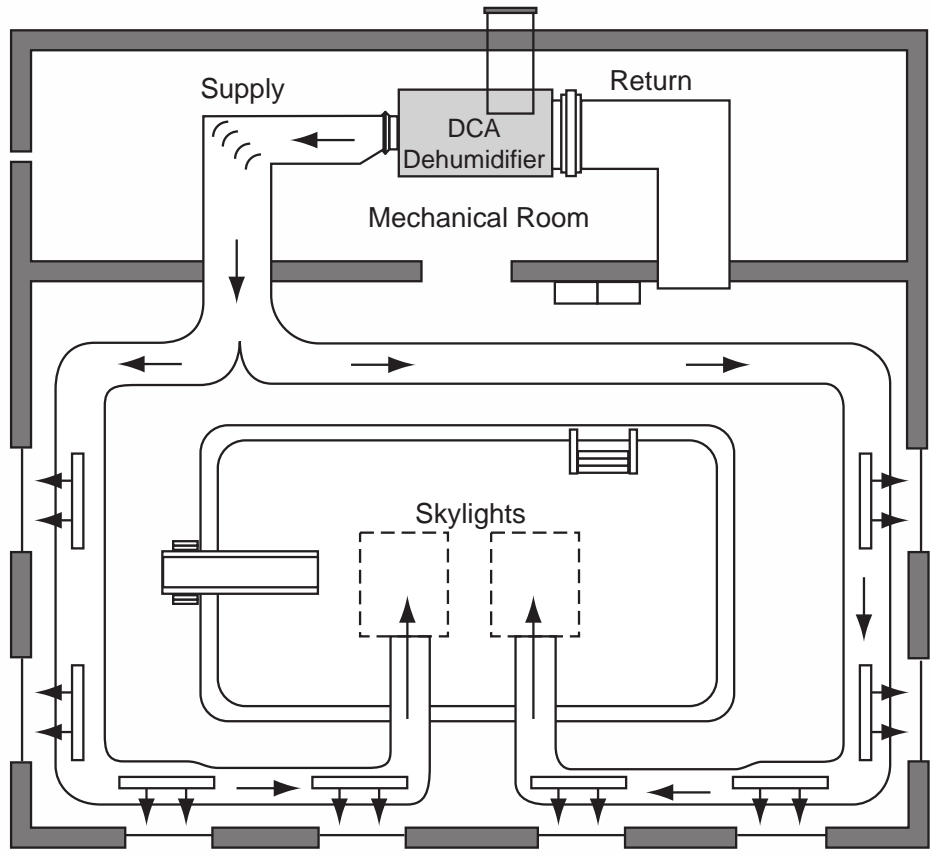 Supply
Return
DCA
Dehumidifier
Mechanical Room
Skylights